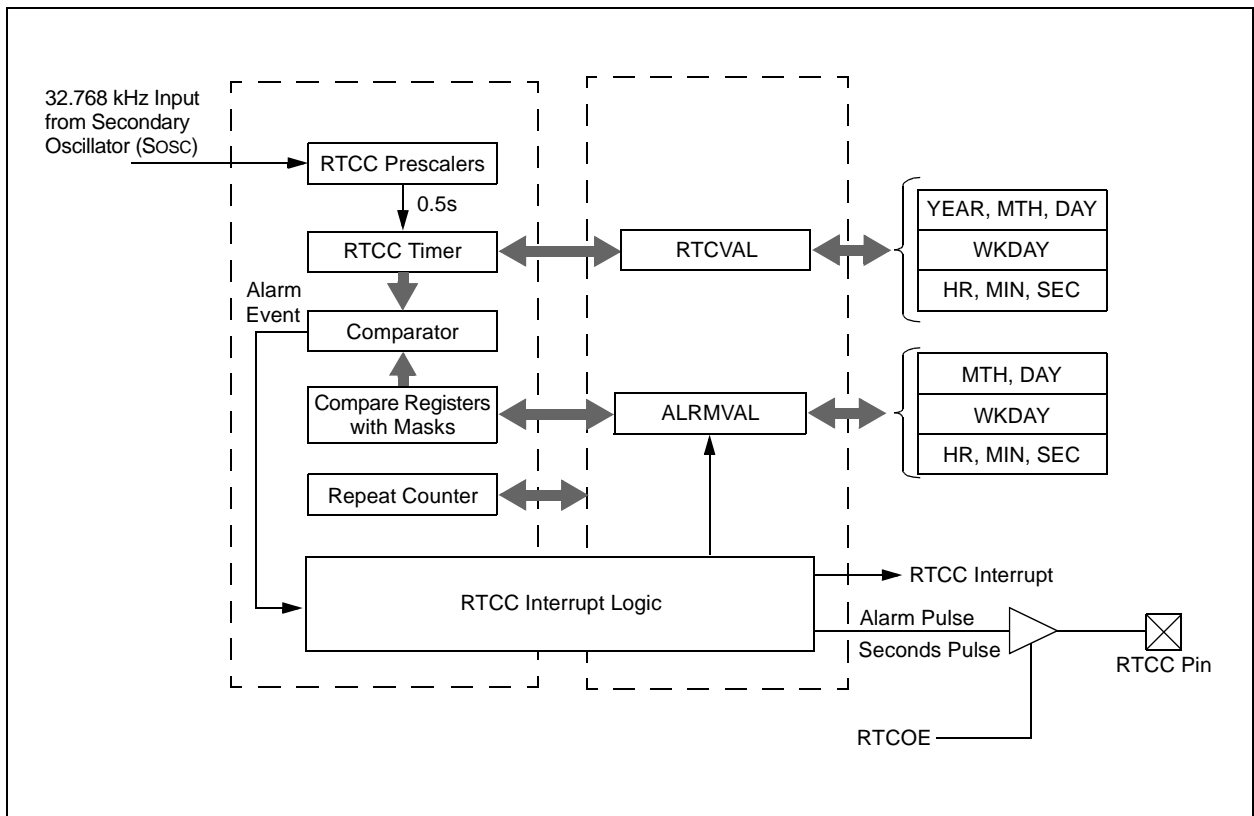 32.768 kHz Input
from Secondary
Oscillator (SOSC)
RTCC Prescalers
0.5s
RTCC Timer
RTCVAL
YEAR, MTH, DAY
WKDAY
HR, MIN, SEC
Alarm
Event
Comparator
Compare Registers
with Masks
ALRMVAL
MTH, DAY
WKDAY
HR, MIN, SEC
Repeat Counter
RTCC Interrupt Logic
RTCC Interrupt
Alarm Pulse
Seconds Pulse
RTCC Pin
RTCOE